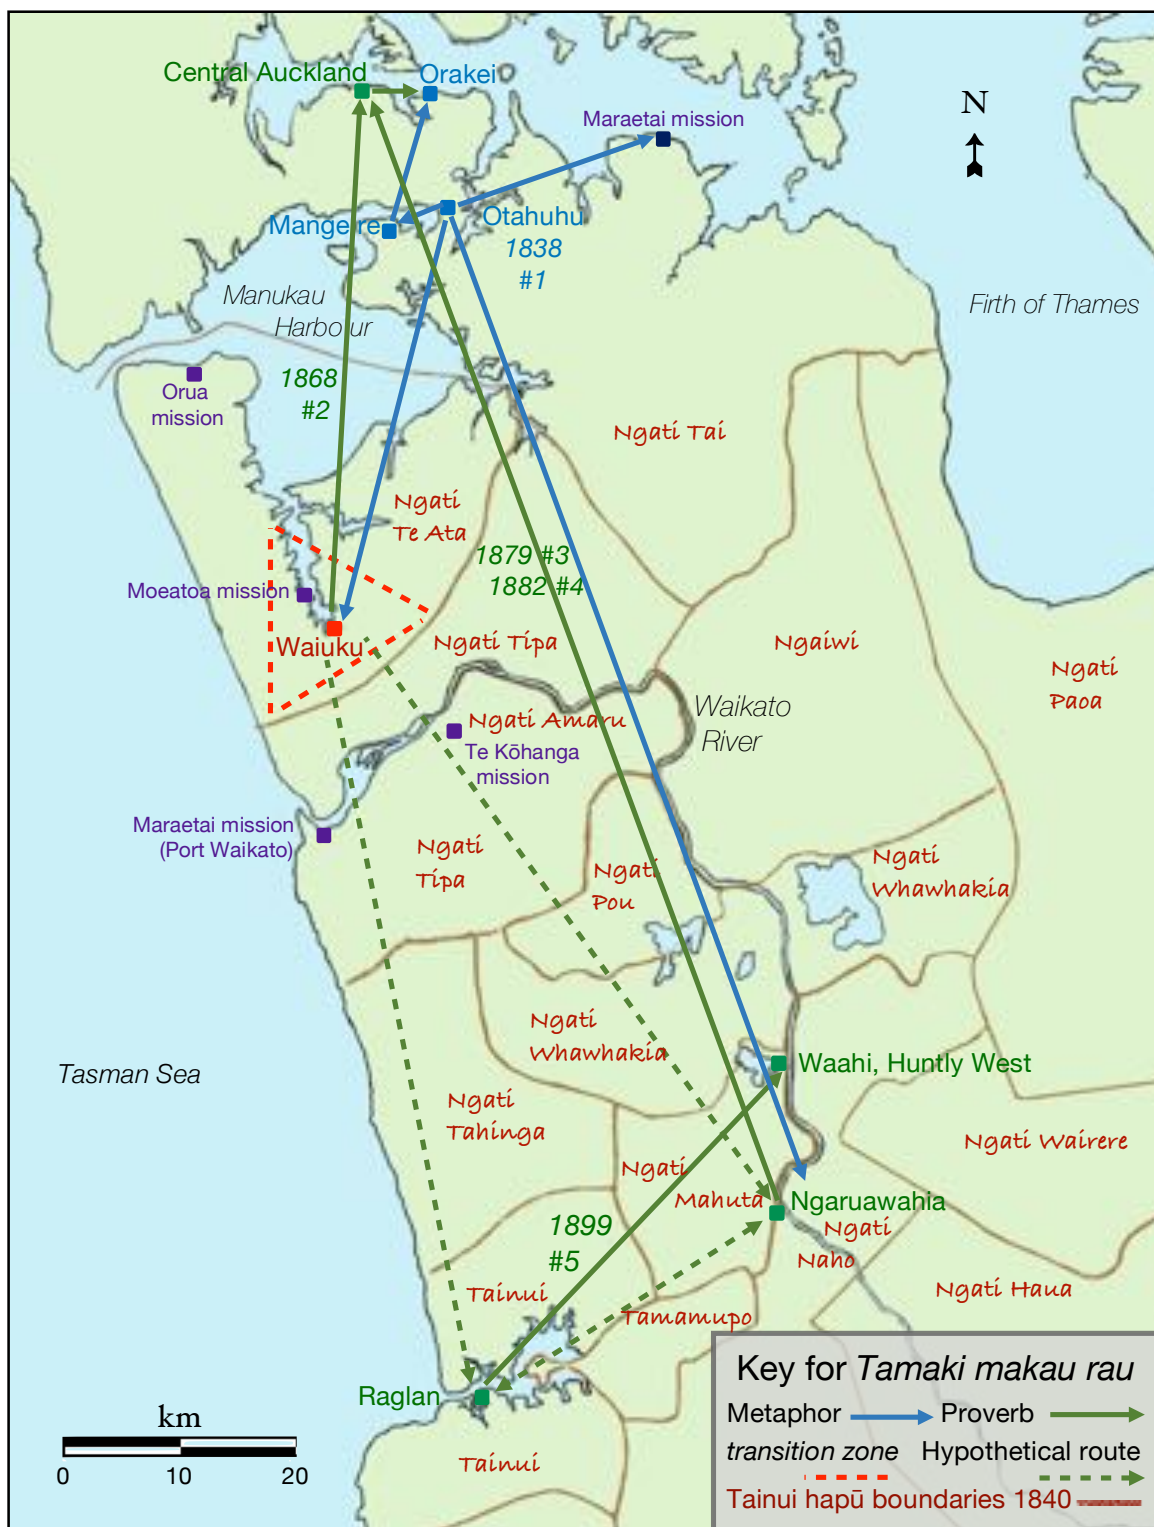 Central Auckland
Orakei
Maraetai mission
N
Mangere
Otahuhu
1838
#1
Manukau
Harbour
Firth of Thames
Orua
mission
1868
#2
Ngati Tai
Ngati
Te Ata
1879 #3
1882 #4
Moeatoa mission
Waiuku
Ngati Tipa
Ngaiwi
Ngati
Paoa
Ngati Amaru
Waikato
River
Te Kōhanga
mission
Maraetai mission
(Port Waikato)
Ngati
Tipa
Ngati
Pou
Ngati
Whawhakia
Ngati
Whawhakia
Tasman Sea
Waahi, Huntly West
Ngati
Tahinga
Ngati Wairere
Ngati
Mahuta
Ngaruawahia
1899
#5
Ngati
Naho
Ngati Haua
Tainui
Tamamupo
Raglan
Tainui
km
0 10 20
Key for Tamaki makau rau
Metaphor Proverb
transition zone Hypothetical route
Tainui hapū boundaries 1840